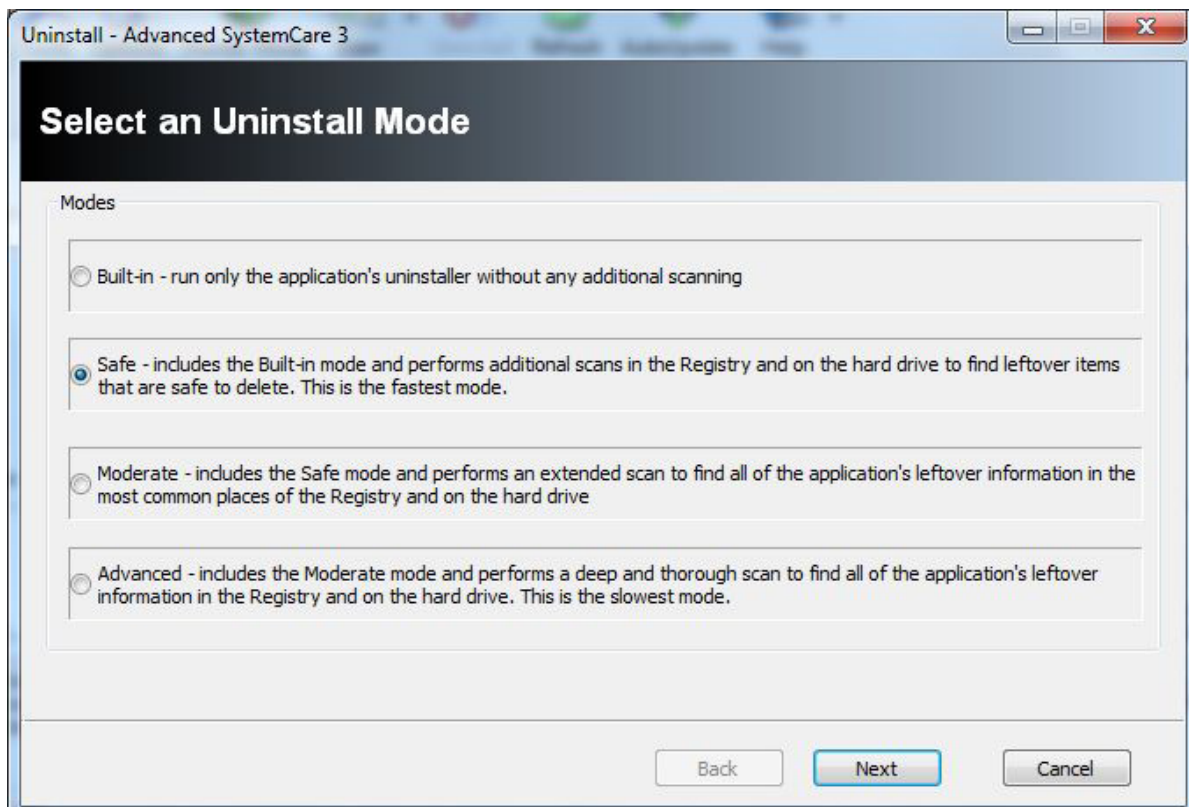 Uninstall - Advanced SystemCare 3
Select an Uninstall Mode
Modes
Built-in - run only the application's uninstaller without any additional scanning
Safe - includes the Built-in mode and performs additional scans in the Registry and on the hard drive to find leftover items
that are safe to delete. This is the fastest mode.
Moderate - includes the Safe mode and performs an extended scan to find all of the application's leftover information in the
most common places of the Registry and on the hard drive
Advanced - includes the Moderate mode and performs a deep and thorough scan to find all of the application's leftover
information in the Registry and on the hard drive. This is the slowest mode.
Back Next Cancel